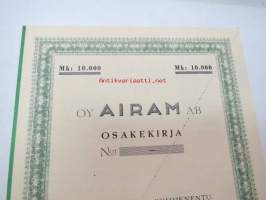 Mk: 10.000 Mk: 10.000
Antikvariaatti.net
OY AIRAM AB
OSAKEKIRJA